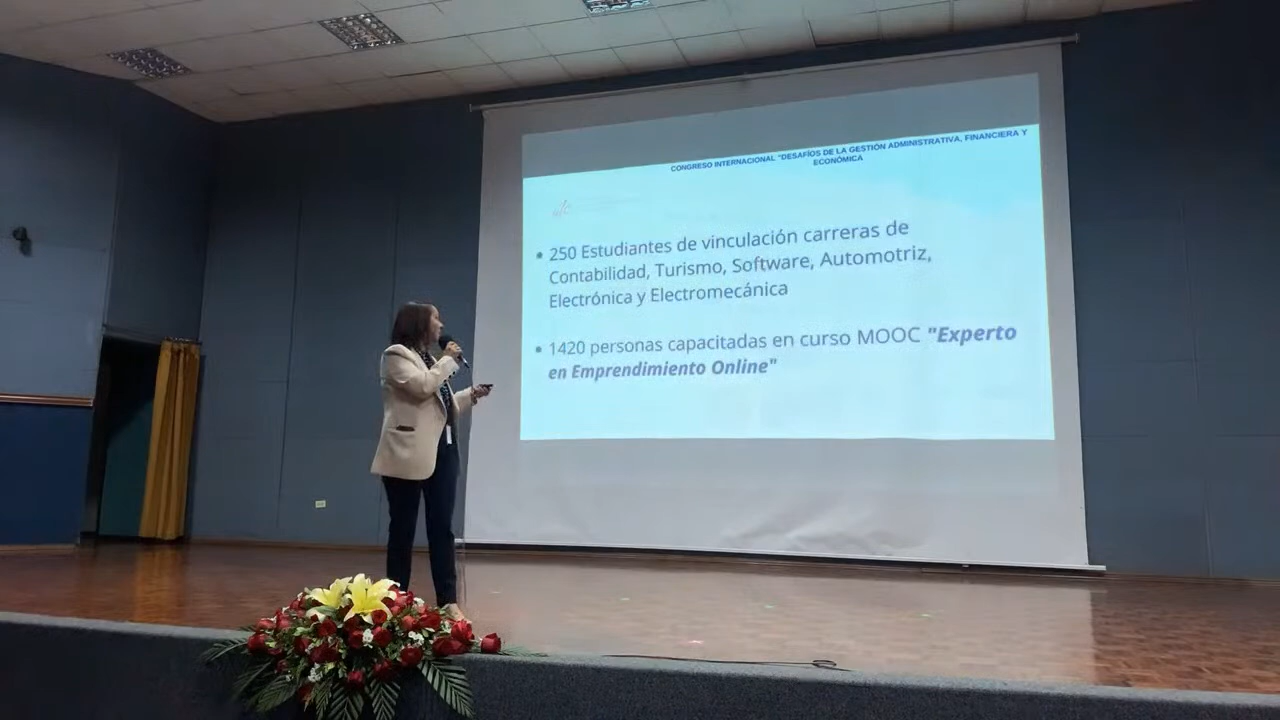 CONGRESO INTERNACIONAL "DESAFÍOS DE LA GESTIÓN ADMINISTRATIVA, FINANCIERA Y
ECONÓMICA
• 250 Estudiantes de vinculación carreras de
Contabilidad, Turismo, Software, Automotriz,
Electrónica y Electromecánica
• 1420 personas capacitadas en curso MOOC "Experto
en Emprendimiento Online"